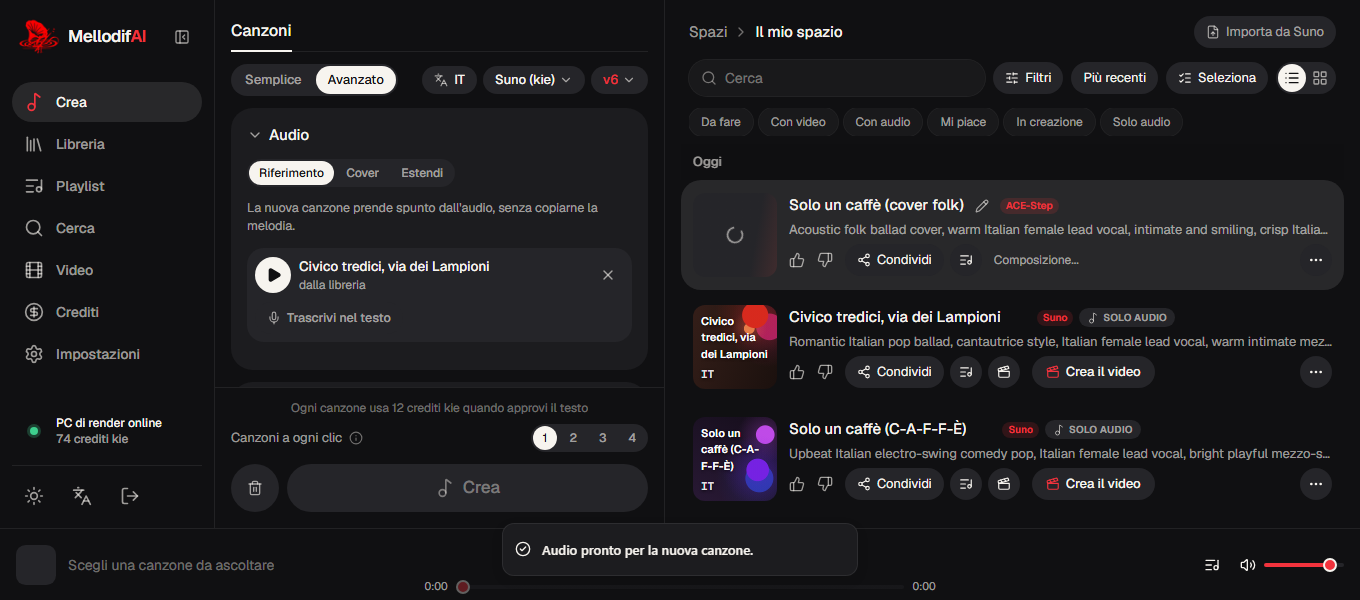 MellodifAI
Crea
Libreria
Playlist
Cerca
Video
Crediti
Impostazioni
PC di render online
74 crediti kie
Canzoni
Semplice
Avanzato
IT
Suno (kie)
v6
Audio
Riferimento
Cover
Estendi
La nuova canzone prende spunto dall'audio, senza copiarne la
melodia.
Civico tredici, via dei Lampioni
dalla libreria
Trascrivi nel testo
Ogni canzone usa 12 crediti kie quando approvi il testo
Canzoni a ogni clic
1 2 3 4
Crea
Spazi > Il mio spazio
Importa da Suno
Cerca
Filtri
Più recenti
Seleziona
Da fare
Con video
Con audio
Mi piace
In creazione
Solo audio
Oggi
Solo un caffè (cover folk)
ACE-Step
Acoustic folk ballad cover, warm Italian female lead vocal, intimate and smiling, crisp Italia...
Condividi
Composizione...
Civico
tredici, via
dei Lampioni
IT
Civico tredici, via dei Lampioni
Suno
SOLO AUDIO
Romantic Italian pop ballad, cantautrice style, Italian female lead vocal, warm intimate mez...
Condividi
Crea il video
Solo un
caffè (C-A-
F-F-È)
IT
Solo un caffè (C-A-F-F-È)
Suno
SOLO AUDIO
Upbeat Italian electro-swing comedy pop, Italian female lead vocal, bright playful mezzo-s...
Condividi
Crea il video
Scegli una canzone da ascoltare
Audio pronto per la nuova canzone.
0:00
0:00